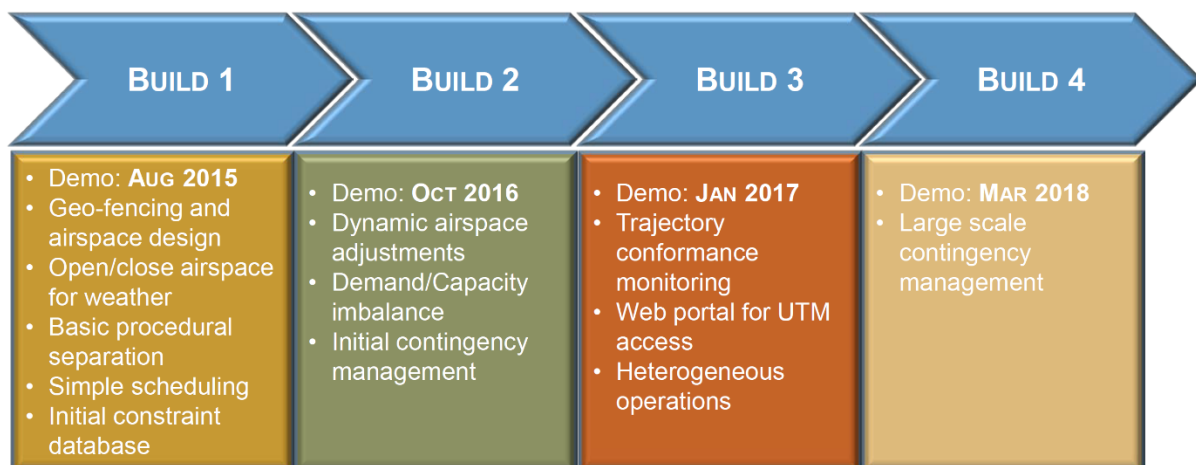 BUILD 1
BUILD 2
BUILD 3
BUILD 4
• Demo: AUG 2015
• Geo-fencing and
airspace design
• Open/close airspace
for weather
• Basic procedural
separation
• Simple scheduling
• Initial constraint
database
• Demo: OCT 2016
• Dynamic airspace
adjustments
• Demand/Capacity
imbalance
• Initial contingency
management
• Demo: JAN 2017
• Trajectory
conformance
monitoring
• Web portal for UTM
access
• Heterogeneous
operations
• Demo: MAR 2018
• Large scale
contingency
management